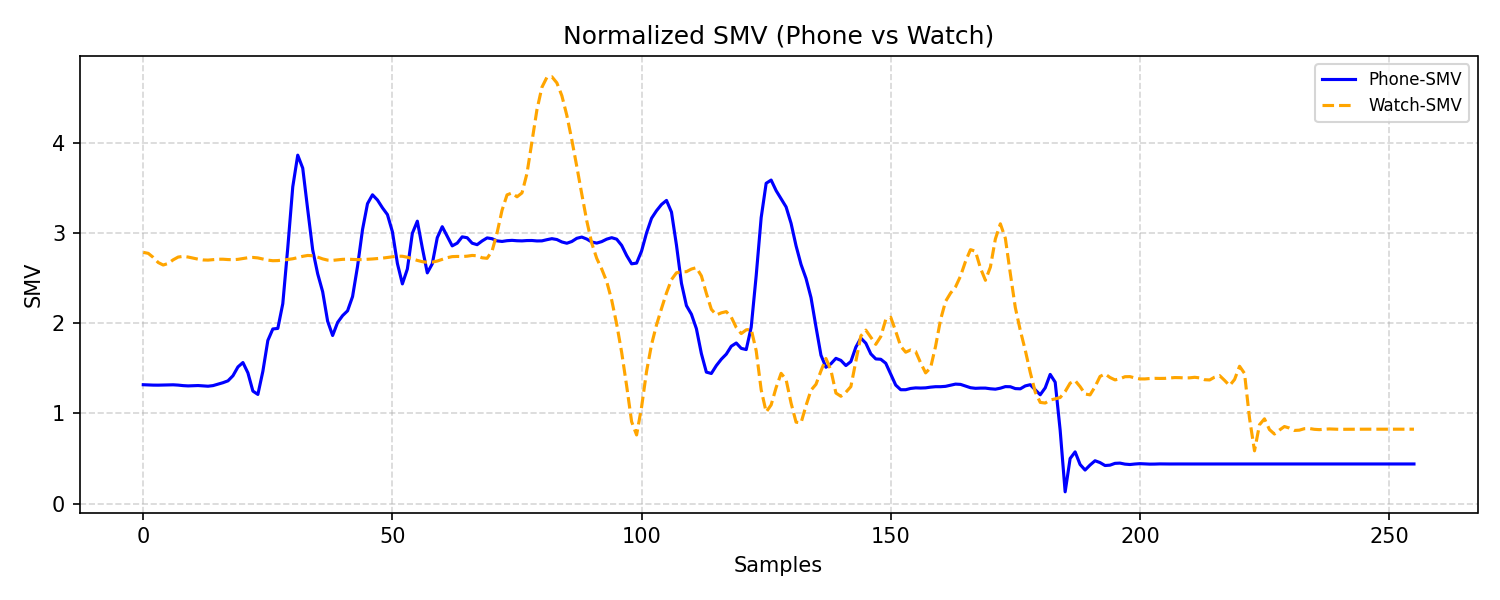 Normalized SMV (Phone vs Watch)
Phone-SMV
Watch-SMV
SMV
4
3
2
1
0
0 50 100 150 200 250
Samples